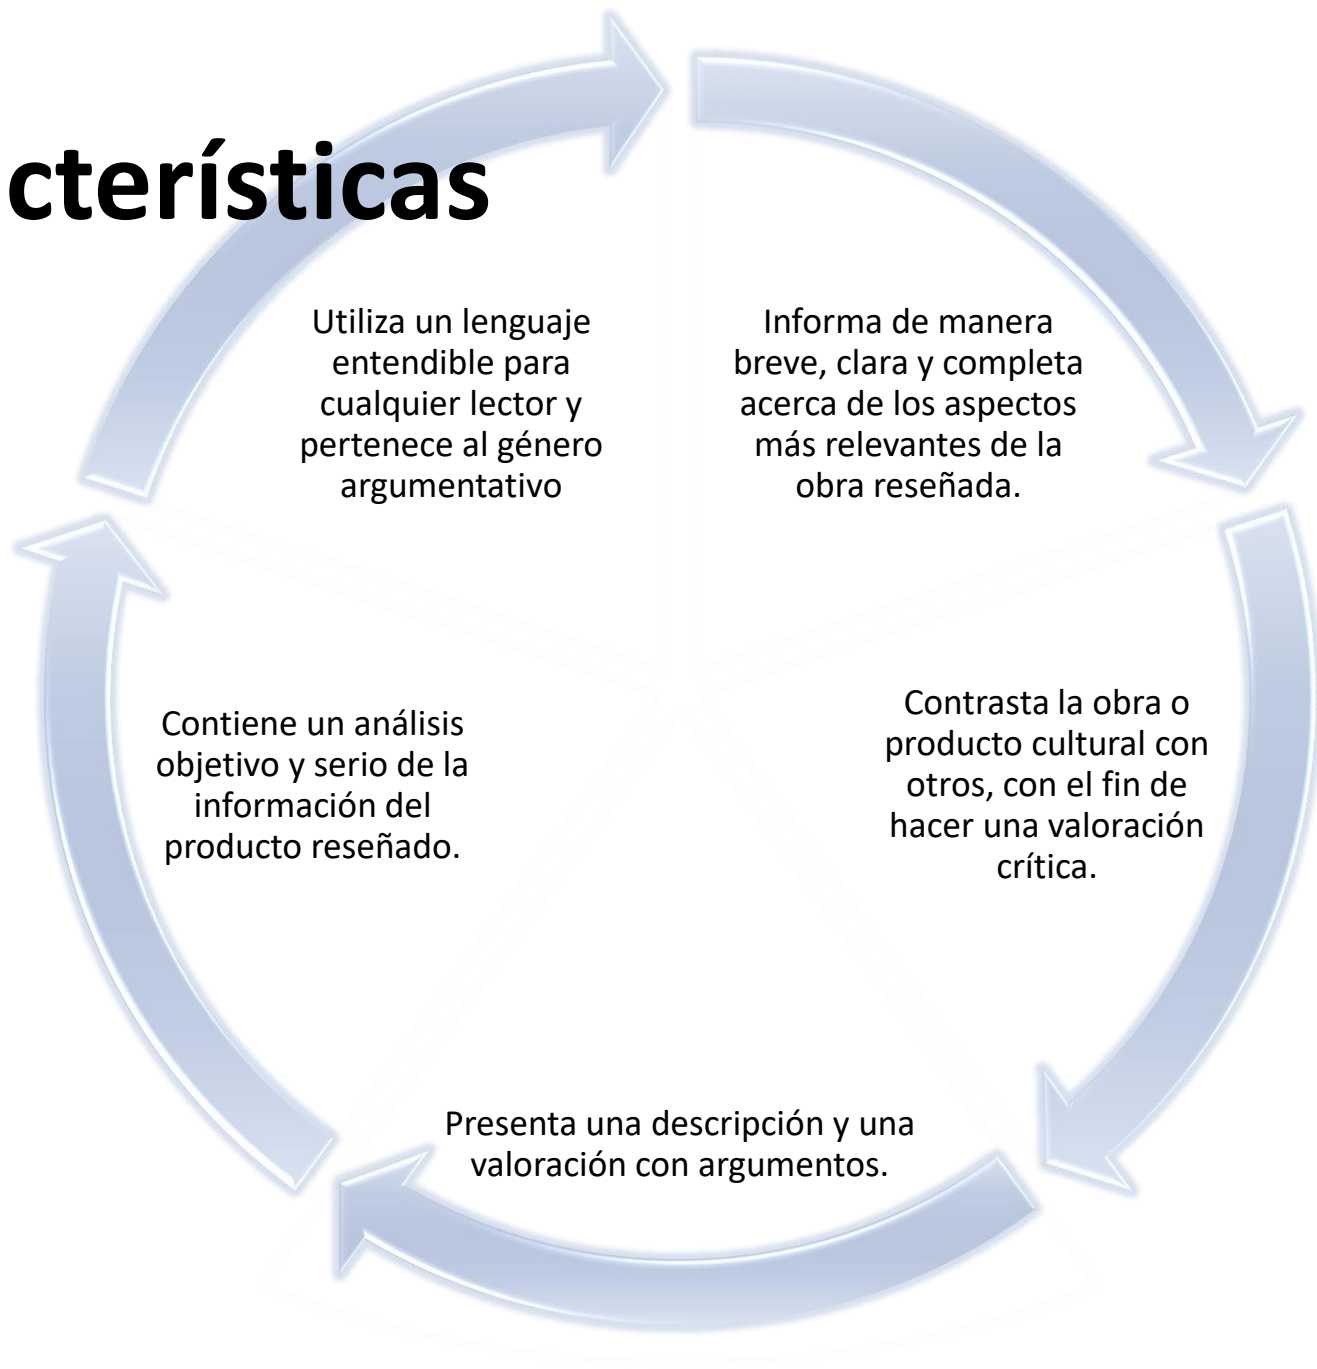 cterísticas
Utiliza un lenguaje
entendible para
cualquier lector y
pertenece al género
argumentativo
Informa de manera
breve, clara y completa
acerca de los aspectos
más relevantes de la
obra reseñada.
Contrasta la obra o
producto cultural con
otros, con el fin de
hacer una valoración
crítica.
Presenta una descripción y una
valoración con argumentos.
Contiene un análisis
objetivo y serio de la
información del
producto reseñado.